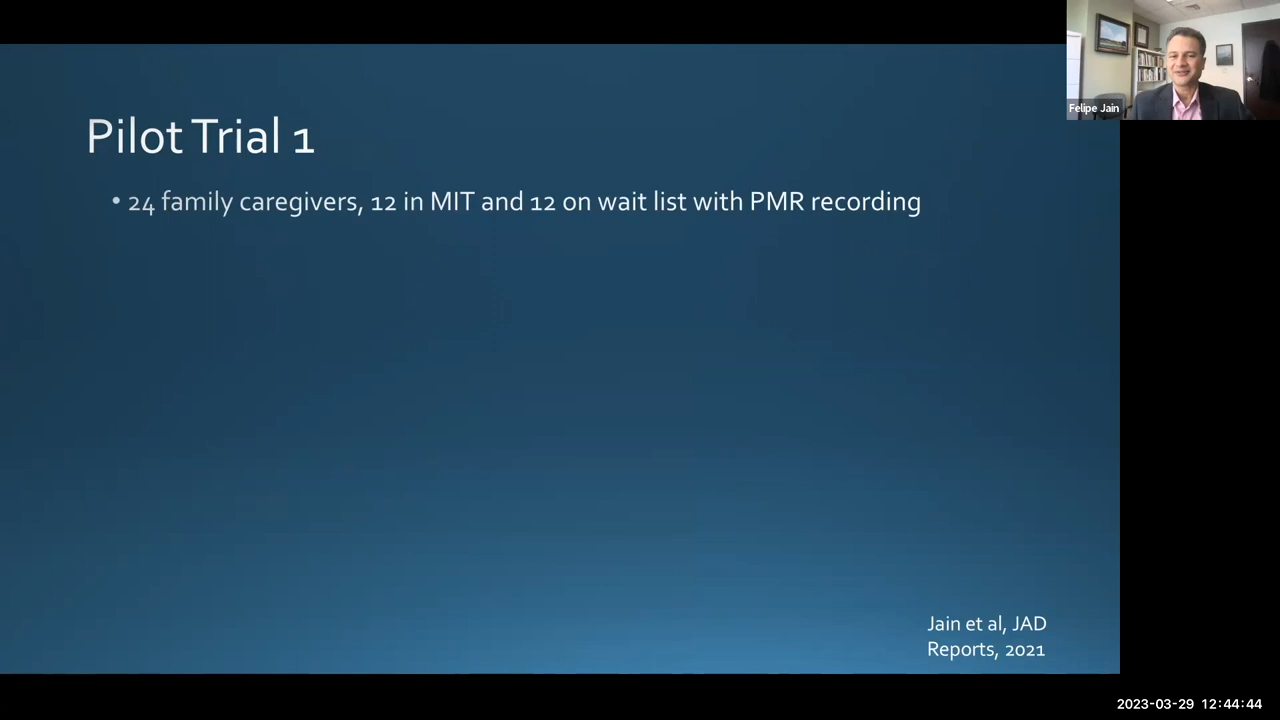 Felipe Jain
Pilot Trial 1
• 24 family caregivers, 12 in MIT and 12 on wait list with PMR recording
Jain et al, JAD
Reports, 2021
2023-03-29 12:44:44